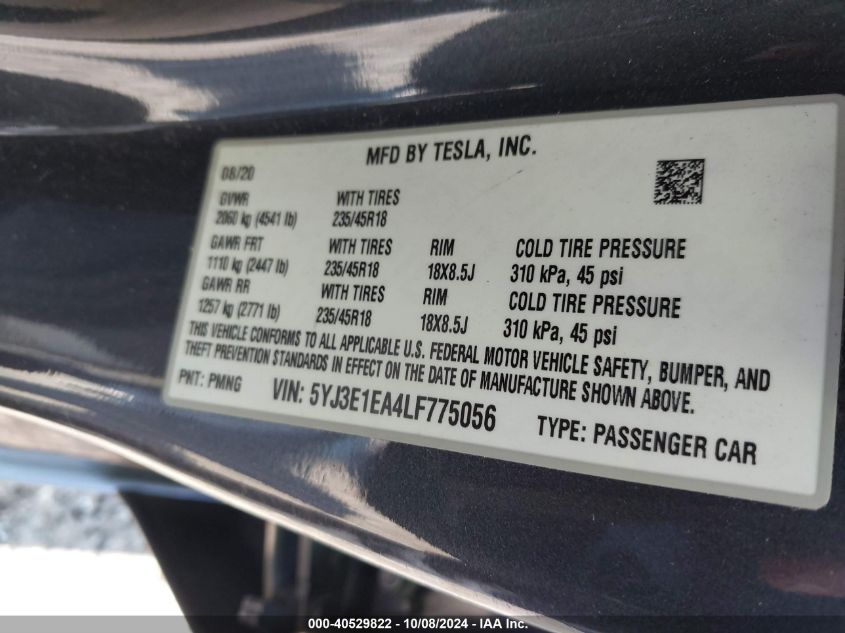 MFD BY TESLA, INC.
08/20
GVWR WITH TIRES
2060 kg (4541 lb) 235/45R18
GAWR FRT WITH TIRES RIM COLD TIRE PRESSURE
1110 kg (2447 lb) 235/45R18 18X8.5J 310 kPa, 45 psi
GAWR RR WITH TIRES RIM COLD TIRE PRESSURE
1257 kg (2771 lb) 235/45R18 18X8.5J 310 kPa, 45 psi
THIS VEHICLE CONFORMS TO ALL APPLICABLE U.S. FEDERAL MOTOR VEHICLE SAFETY, BUMPER, AND
THEFT PREVENTION STANDARDS IN EFFECT ON THE DATE OF MANUFACTURE SHOWN ABOVE.
PNT: PMNG VIN: 5YJ3E1EA4LF775056 TYPE: PASSENGER CAR
000-40529822 - 10/08/2024 - IAA Inc.